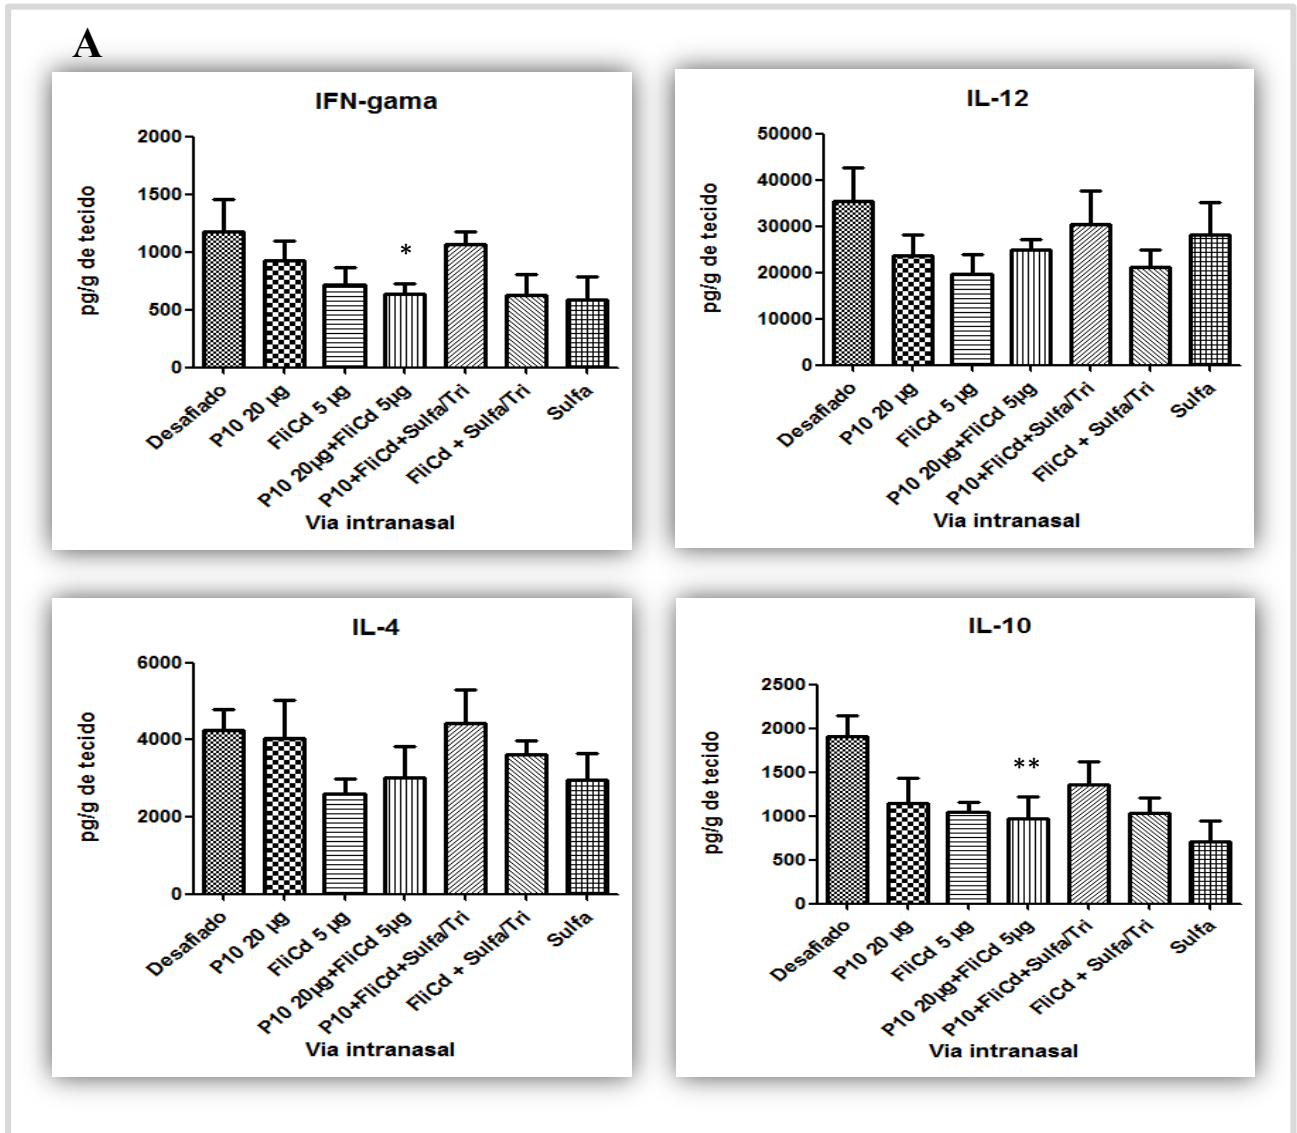 A
IFN-gama
pg/g de tecido
2000
1500
1000
500
0
*
Desafiado
P10 20 µg
FliCd 5 µg
P10 20µg+FliCd 5µg
P10+FliCd+Sulfa/Tri
FliCd + Sulfa/Tri
Sulfa
Via intranasal
IL-12
pg/g de tecido
50000
40000
30000
20000
10000
0
Desafiado
P10 20 µg
FliCd 5 µg
P10 20µg+FliCd 5µg
P10+FliCd+Sulfa/Tri
FliCd + Sulfa/Tri
Sulfa
Via intranasal
IL-4
pg/g de tecido
6000
4000
2000
0
Desafiado
P10 20 µg
FliCd 5 µg
P10 20µg+FliCd 5µg
P10+FliCd+Sulfa/Tri
FliCd + Sulfa/Tri
Sulfa
Via intranasal
IL-10
pg/g de tecido
2500
2000
1500
1000
500
0
**
Desafiado
P10 20 µg
FliCd 5 µg
P10 20µg+FliCd 5µg
P10+FliCd+Sulfa/Tri
FliCd + Sulfa/Tri
Sulfa
Via intranasal